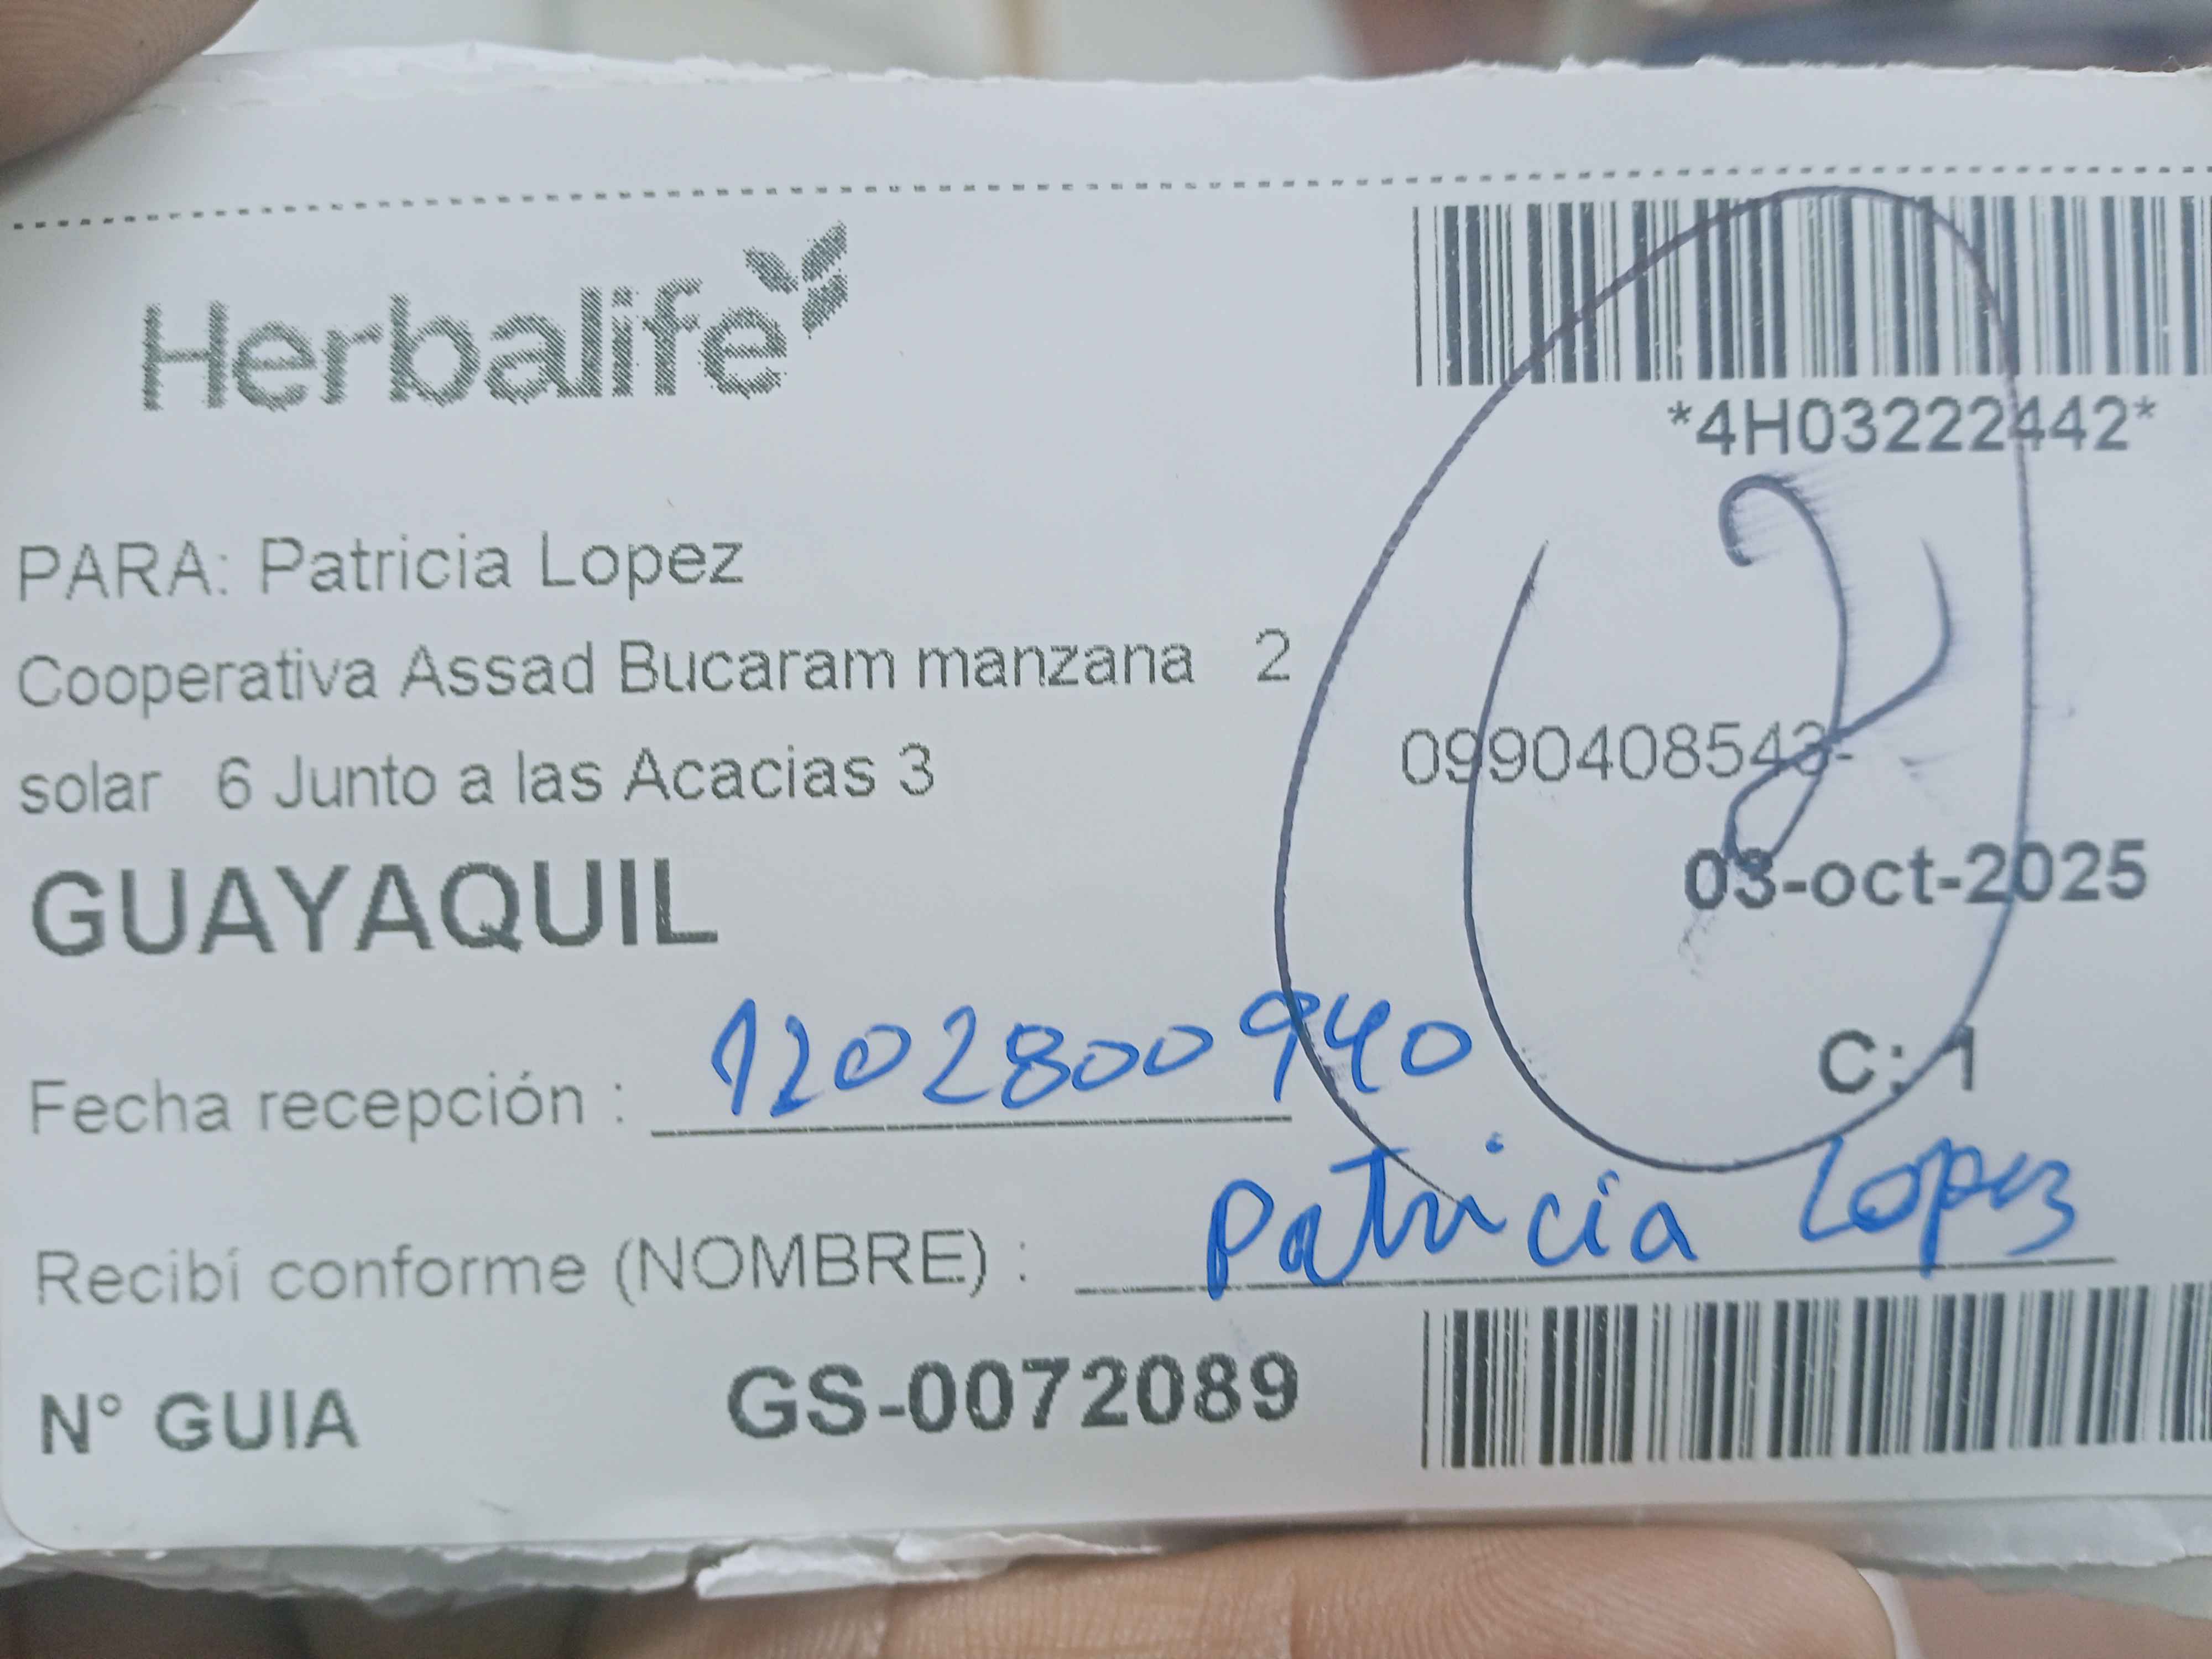 Herbalife
*4H03222442*
PARA: Patricia Lopez
Cooperativa Assad Bucaram manzana 2
solar 6 Junto a las Acacias 3
0990408543-
GUAYAQUIL
03-oct-2025
C: 1
Fecha recepción : 1202800940
Recibí conforme (NOMBRE) : Patricia Lopez
N° GUIA GS-0072089